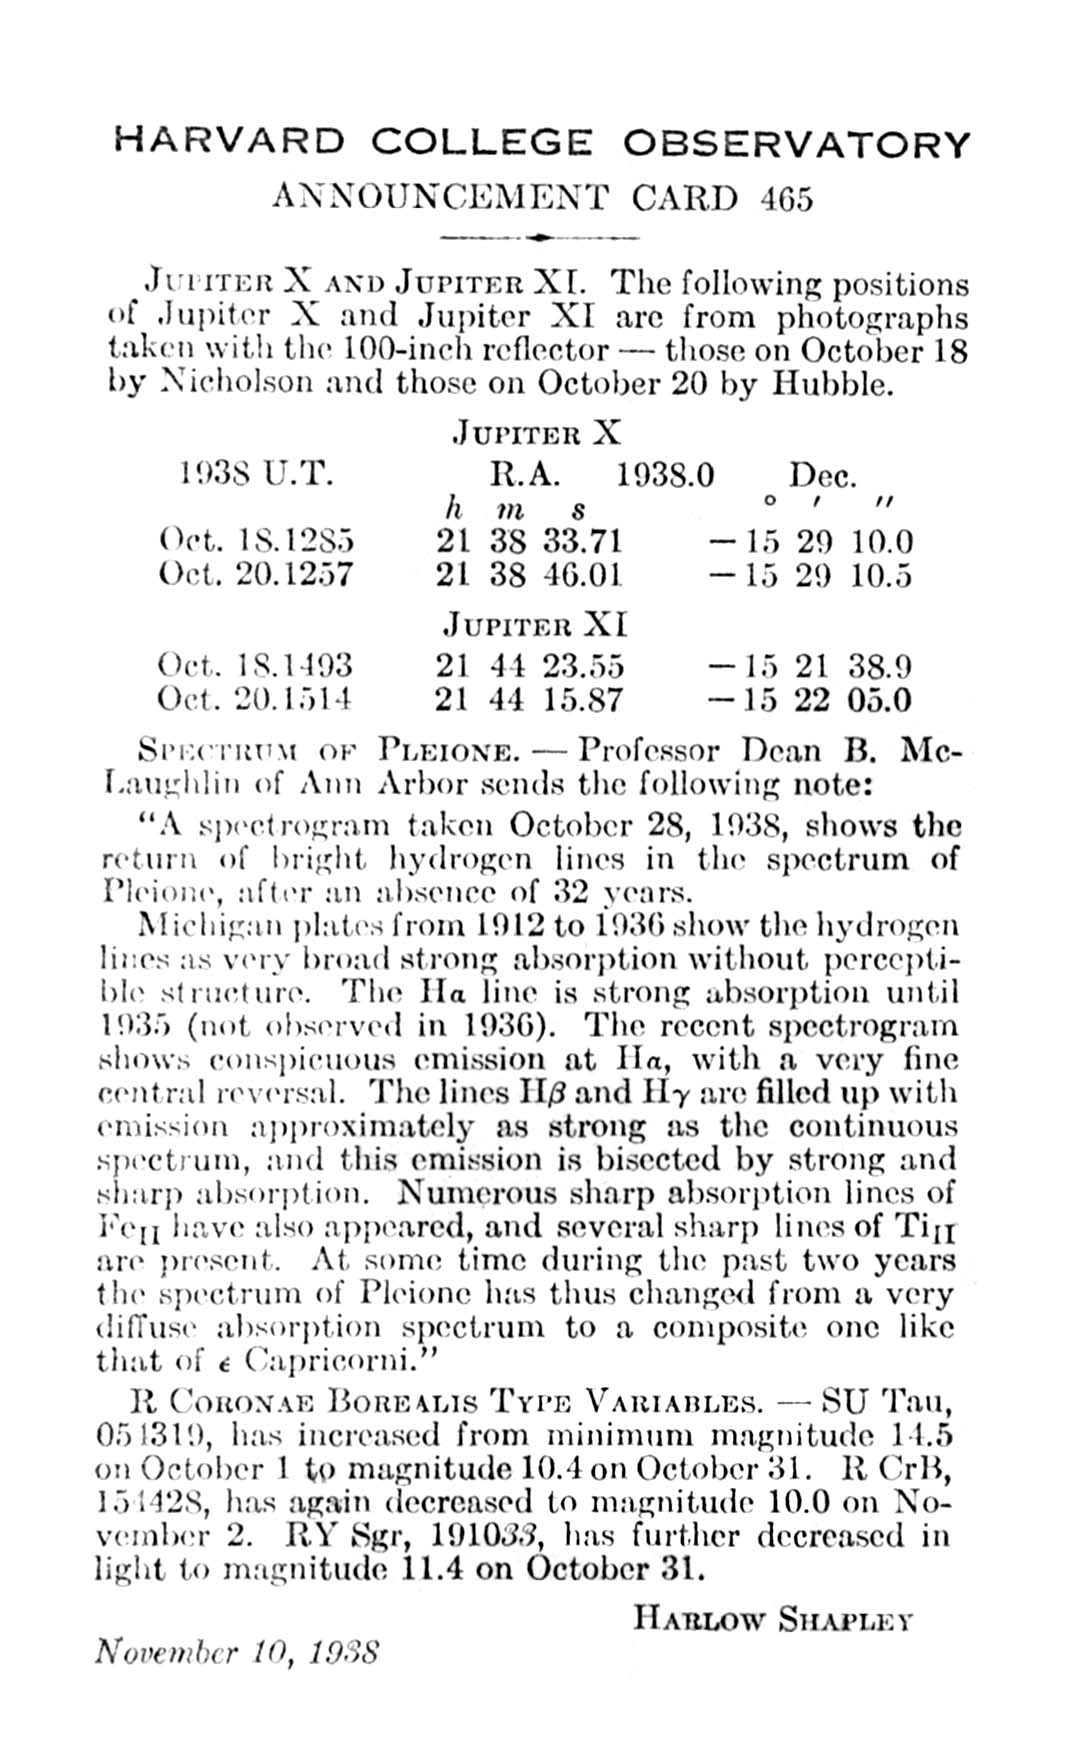 HARVARD COLLEGE OBSERVATORY
ANNOUNCEMENT CARD 465
JUPITER X AND JUPITER XI. The following positions
of Jupiter X and Jupiter XI are from photographs
taken with the 100-inch reflector — those on October 18
by Nicholson and those on October 20 by Hubble.
JUPITER X
1938 U.T. R.A. 1938.0 Dec.
h m s ° ′ ″
Oct. 18.1285 21 38 33.71 — 15 29 10.0
Oct. 20.1257 21 38 46.01 — 15 29 10.5
JUPITER XI
Oct. 18.1493 21 44 23.55 — 15 21 38.9
Oct. 20.1514 21 44 15.87 — 15 22 05.0
SPECTRUM OF PLEIONE. — Professor Dean B. Mc-
Laughlin of Ann Arbor sends the following note:
“A spectrogram taken October 28, 1938, shows the
return of bright hydrogen lines in the spectrum of
Pleione, after an absence of 32 years.
Michigan plates from 1912 to 1936 show the hydrogen
lines as very broad strong absorption without percepti-
ble structure. The Hα line is strong absorption until
1935 (not observed in 1936). The recent spectrogram
shows conspicuous emission at Hα, with a very fine
central reversal. The lines Hβ and Hγ are filled up with
emission approximately as strong as the continuous
spectrum, and this emission is bisected by strong and
sharp absorption. Numerous sharp absorption lines of
FeII have also appeared, and several sharp lines of TiII
are present. At some time during the past two years
the spectrum of Pleione has thus changed from a very
diffuse absorption spectrum to a composite one like
that of ε Capricorni.”
R CORONAE BOREALIS TYPE VARIABLES. — SU Tau,
054319, has increased from minimum magnitude 14.5
on October 1 to magnitude 10.4 on October 31. R CrB,
154428, has again decreased to magnitude 10.0 on No-
vember 2. RY Sgr, 191033, has further decreased in
light to magnitude 11.4 on October 31.
HARLOW SHAPLEY
November 10, 1938